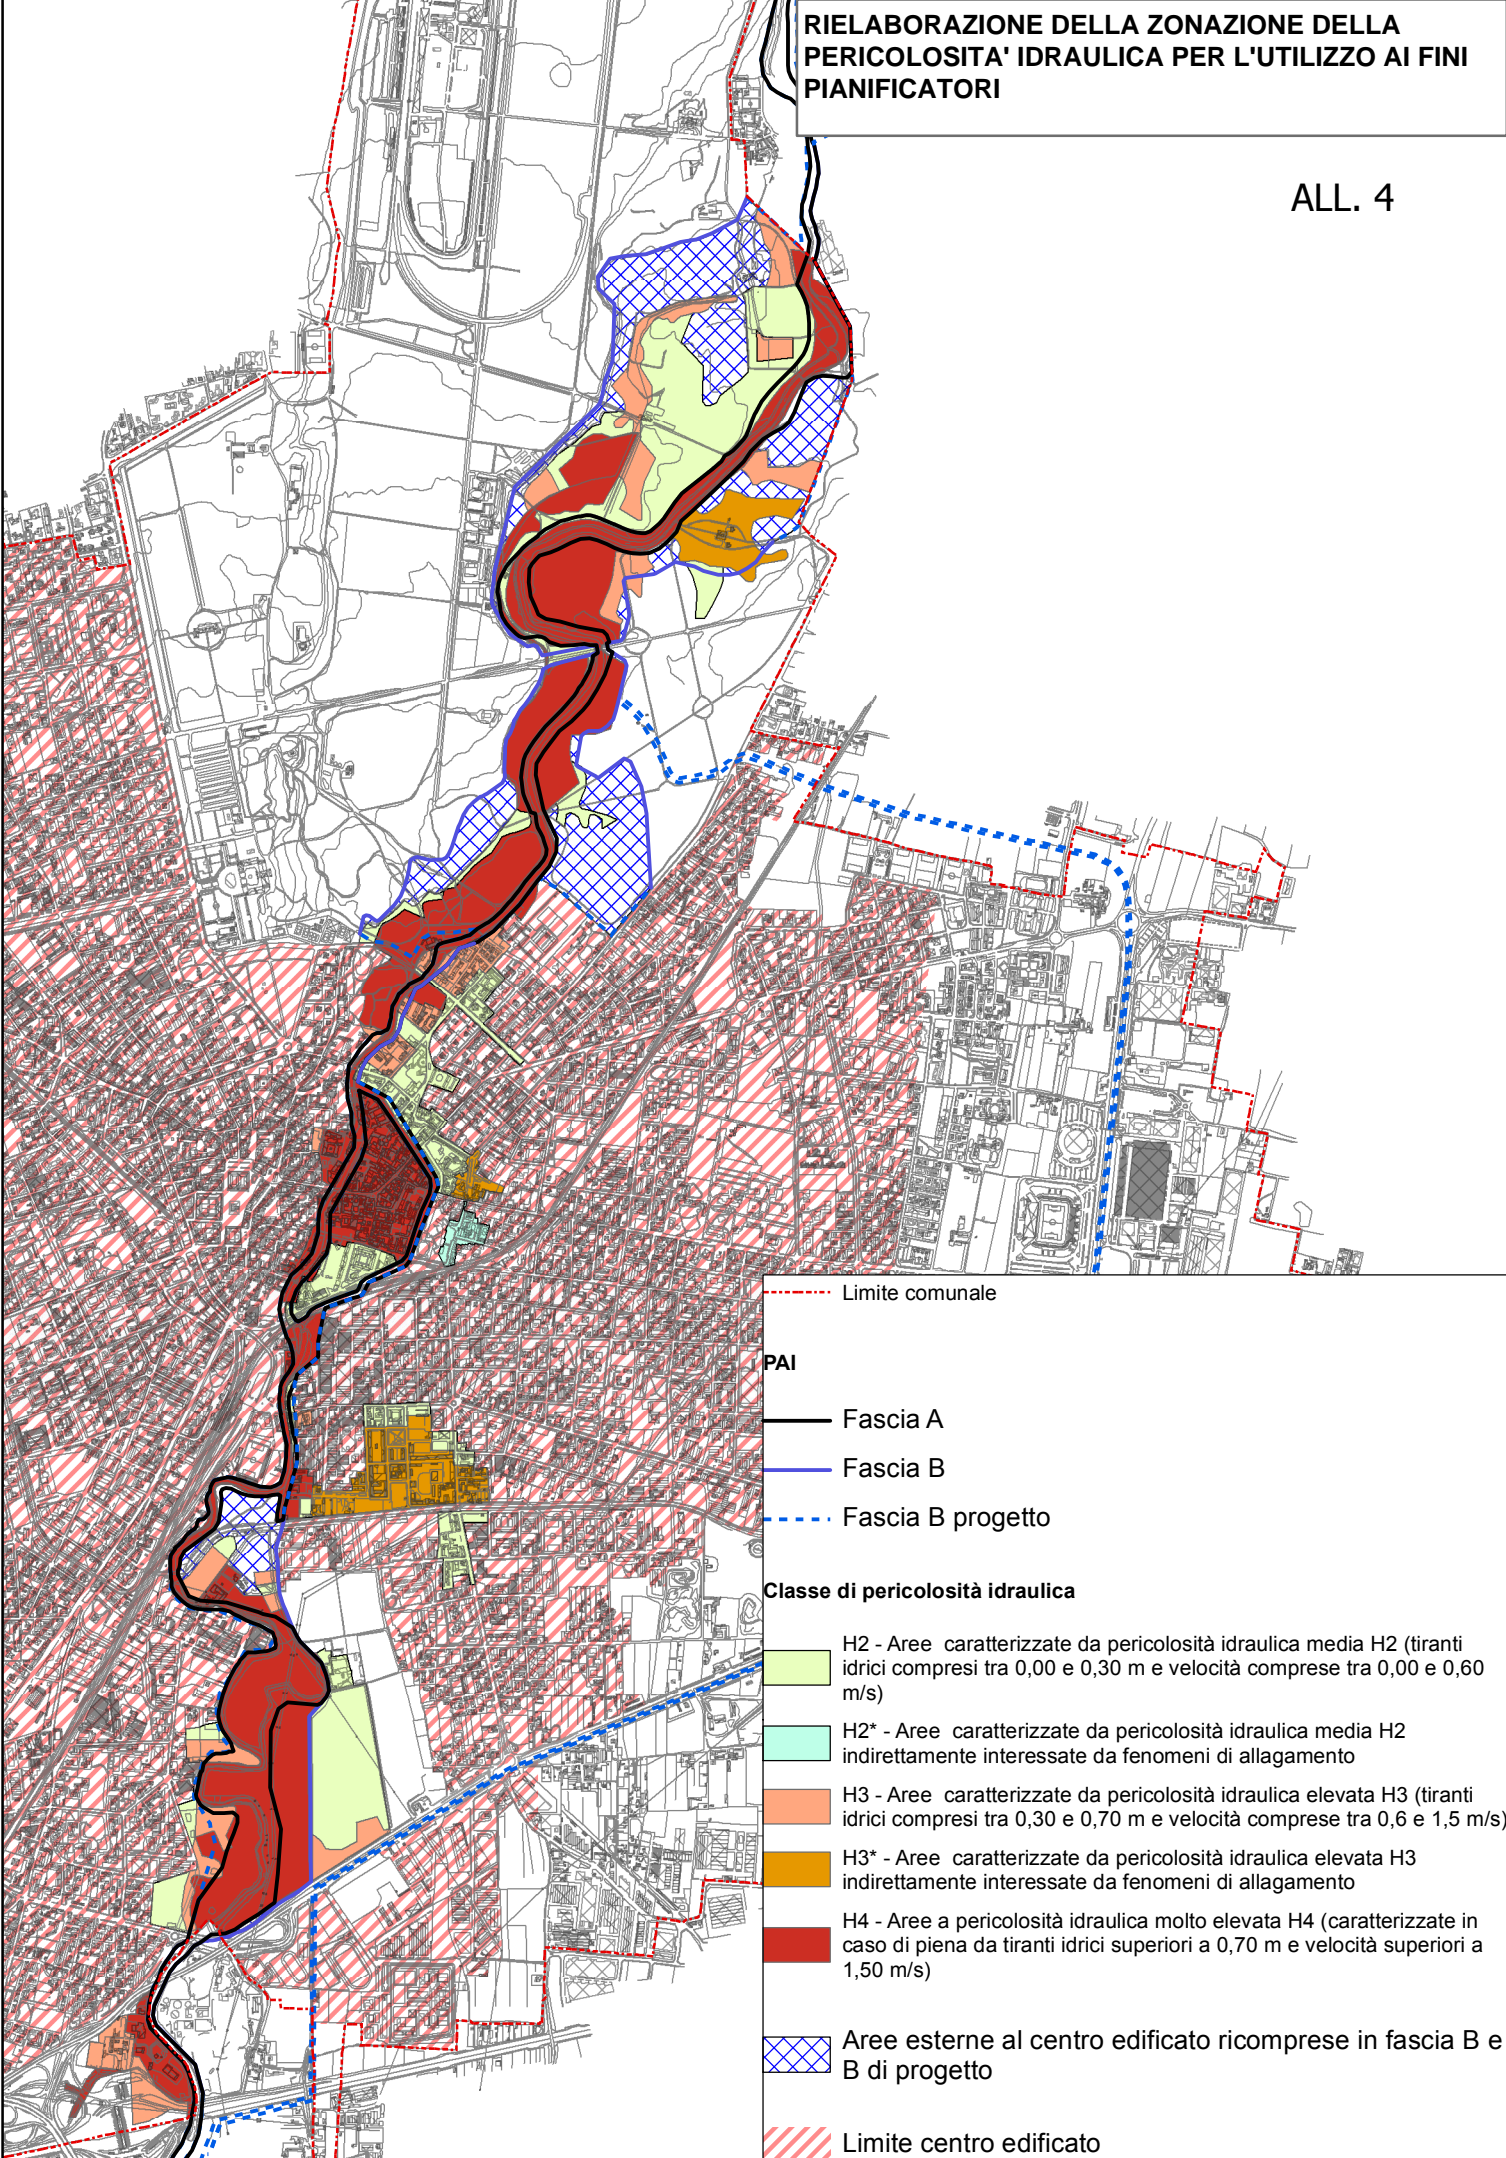 RIELABORAZIONE DELLA ZONAZIONE DELLA
PERICOLOSITA' IDRAULICA PER L'UTILIZZO AI FINI
PIANIFICATORI
ALL. 4
Limite comunale
PAI
Fascia A
Fascia B
Fascia B progetto
Classe di pericolosità idraulica
H2 - Aree caratterizzate da pericolosità idraulica media H2 (tiranti
idrici compresi tra 0,00 e 0,30 m e velocità comprese tra 0,00 e 0,60
m/s)
H2* - Aree caratterizzate da pericolosità idraulica media H2
indirettamente interessate da fenomeni di allagamento
H3 - Aree caratterizzate da pericolosità idraulica elevata H3 (tiranti
idrici compresi tra 0,30 e 0,70 m e velocità comprese tra 0,6 e 1,5 m/s)
H3* - Aree caratterizzate da pericolosità idraulica elevata H3
indirettamente interessate da fenomeni di allagamento
H4 - Aree a pericolosità idraulica molto elevata H4 (caratterizzate in
caso di piena da tiranti idrici superiori a 0,70 m e velocità superiori a
1,50 m/s)
Aree esterne al centro edificato ricomprese in fascia B e
B di progetto
Limite centro edificato